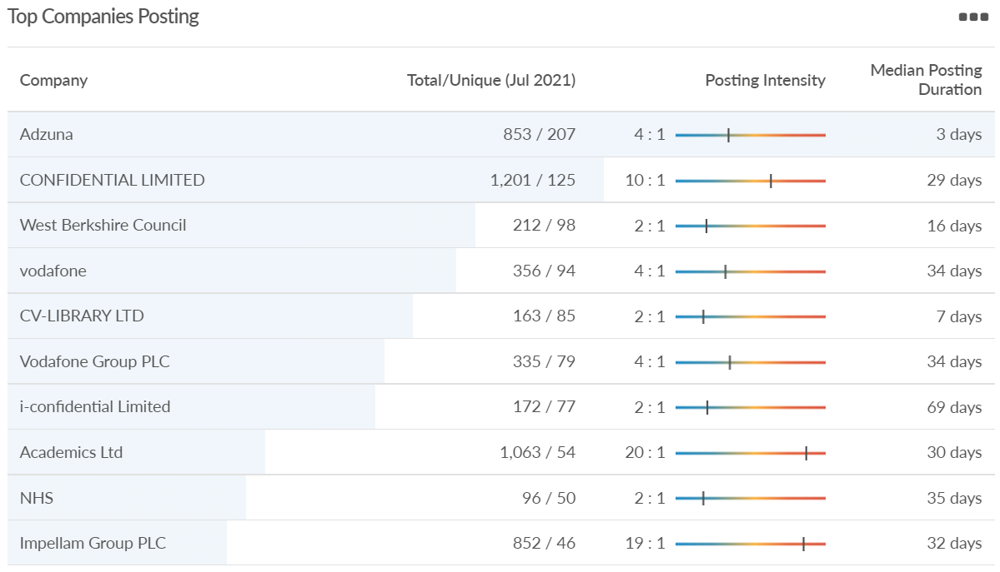 Top Companies Posting
Company Total/Unique (Jul 2021) Posting Intensity Median Posting Duration
Adzuna 853 / 207 4 : 1 3 days
CONFIDENTIAL LIMITED 1,201 / 125 10 : 1 29 days
West Berkshire Council 212 / 98 2 : 1 16 days
vodafone 356 / 94 4 : 1 34 days
CV-LIBRARY LTD 163 / 85 2 : 1 7 days
Vodafone Group PLC 335 / 79 4 : 1 34 days
i-confidential Limited 172 / 77 2 : 1 69 days
Academics Ltd 1,063 / 54 20 : 1 30 days
NHS 96 / 50 2 : 1 35 days
Impellam Group PLC 852 / 46 19 : 1 32 days